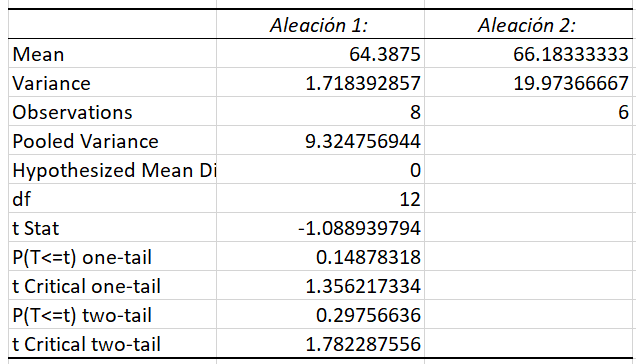 Aleación 1: Aleación 2:
Mean 64.3875 66.18333333
Variance 1.718392857 19.97366667
Observations 8 6
Pooled Variance 9.324756944
Hypothesized Mean Di 0
df 12
t Stat -1.088939794
P(T<=t) one-tail 0.14878318
t Critical one-tail 1.356217334
P(T<=t) two-tail 0.29756636
t Critical two-tail 1.782287556